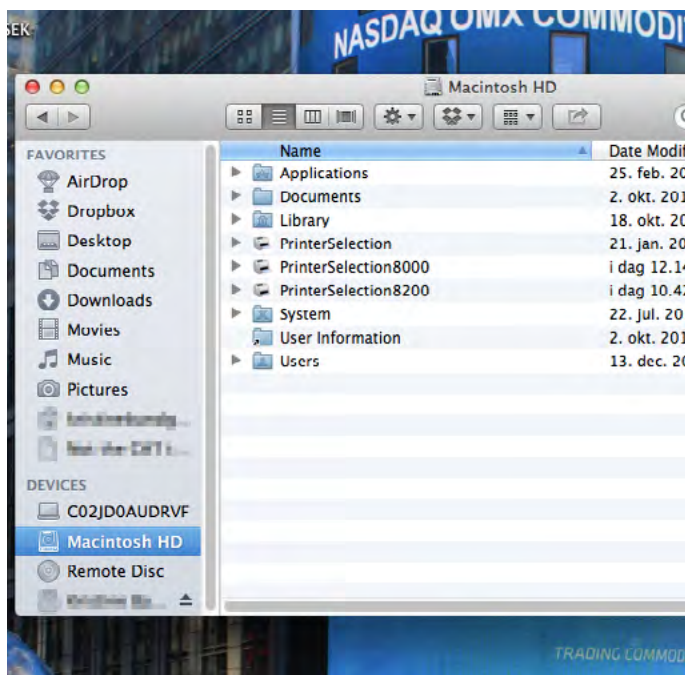 SEK
NASDAQ OMX COMMODI
Macintosh HD
FAVORITES
AirDrop
Dropbox
Desktop
Documents
Downloads
Movies
Music
Pictures
DEVICES
C02JD0AUDRVF
Macintosh HD
Remote Disc
Name Date Modif
Applications 25. feb. 20
Documents 2. okt. 201
Library 18. okt. 20
PrinterSelection 21. jan. 20
PrinterSelection8000 i dag 12.14
PrinterSelection8200 i dag 10.42
System 22. jul. 20
User Information 2. okt. 201
Users 13. dec. 20
TRADING COMMOD